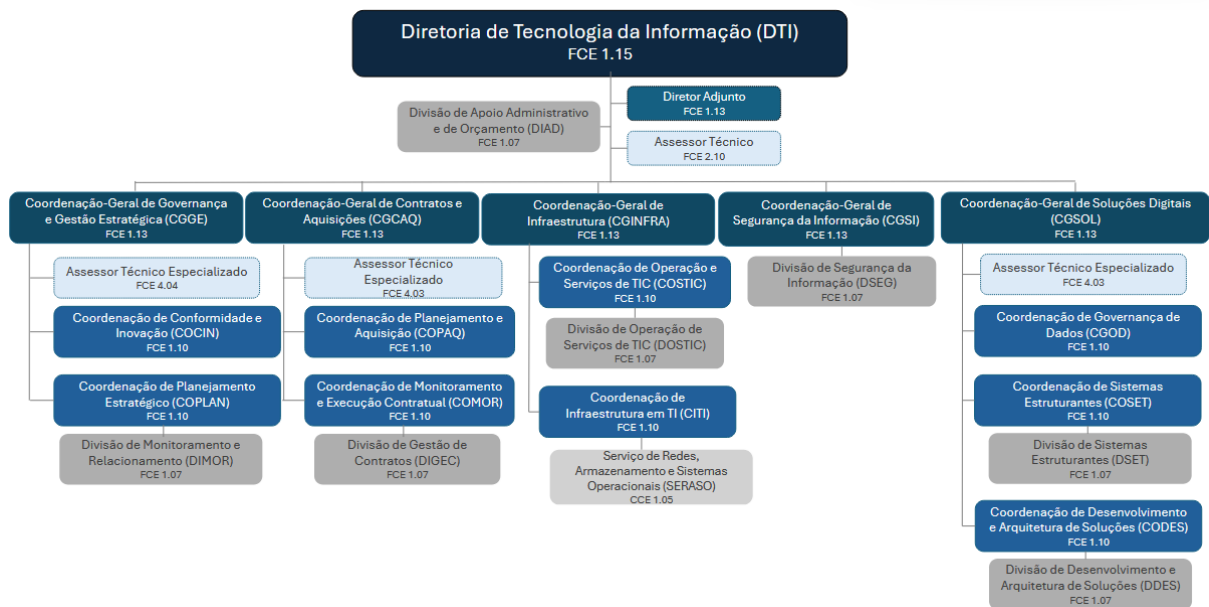 Diretoria de Tecnologia da Informação (DTI)
FCE 1.15
Diretor Adjunto
FCE 1.13
Divisão de Apoio Administrativo
e de Orçamento (DIAD)
FCE 1.07
Assessor Técnico
FCE 2.10
Coordenação-Geral de Governança
e Gestão Estratégica (CGGE)
FCE 1.13
Assessor Técnico Especializado
FCE 4.04
Coordenação de Conformidade e
Inovação (COCIN)
FCE 1.10
Coordenação de Planejamento
Estratégico (COPLAN)
FCE 1.10
Divisão de Monitoramento e
Relacionamento (DIMOR)
FCE 1.07
Coordenação-Geral de Contratos e
Aquisições (CGCAQ)
FCE 1.13
Assessor Técnico
Especializado
FCE 4.03
Coordenação de Planejamento e
Aquisição (COPAQ)
FCE 1.10
Coordenação de Monitoramento
e Execução Contratual (COMOR)
FCE 1.10
Divisão de Gestão de
Contratos (DIGEC)
FCE 1.07
Coordenação-Geral de
Infraestrutura (CGINFRA)
FCE 1.13
Coordenação de Operação e
Serviços de TIC (COSTIC)
FCE 1.10
Divisão de Operação de
Serviços de TIC (DOSTIC)
FCE 1.07
Coordenação de
Infraestrutura em TI (CITI)
FCE 1.10
Serviço de Redes,
Armazenamento e Sistemas
Operacionais (SERASO)
CCE 1.05
Coordenação-Geral de
Segurança da Informação (CGSI)
FCE 1.13
Divisão de Segurança da
Informação (DSEG)
FCE 1.07
Coordenação-Geral de Soluções Digitais
(CGSOL)
FCE 1.13
Assessor Técnico Especializado
FCE 4.03
Coordenação de Governança de
Dados (CGOD)
FCE 1.10
Coordenação de Sistemas
Estruturantes (COSET)
FCE 1.10
Divisão de Sistemas
Estruturantes (DSET)
FCE 1.07
Coordenação de Desenvolvimento
e Arquitetura de Soluções (CODES)
FCE 1.10
Divisão de Desenvolvimento e
Arquitetura de Soluções (DDES)
FCE 1.07